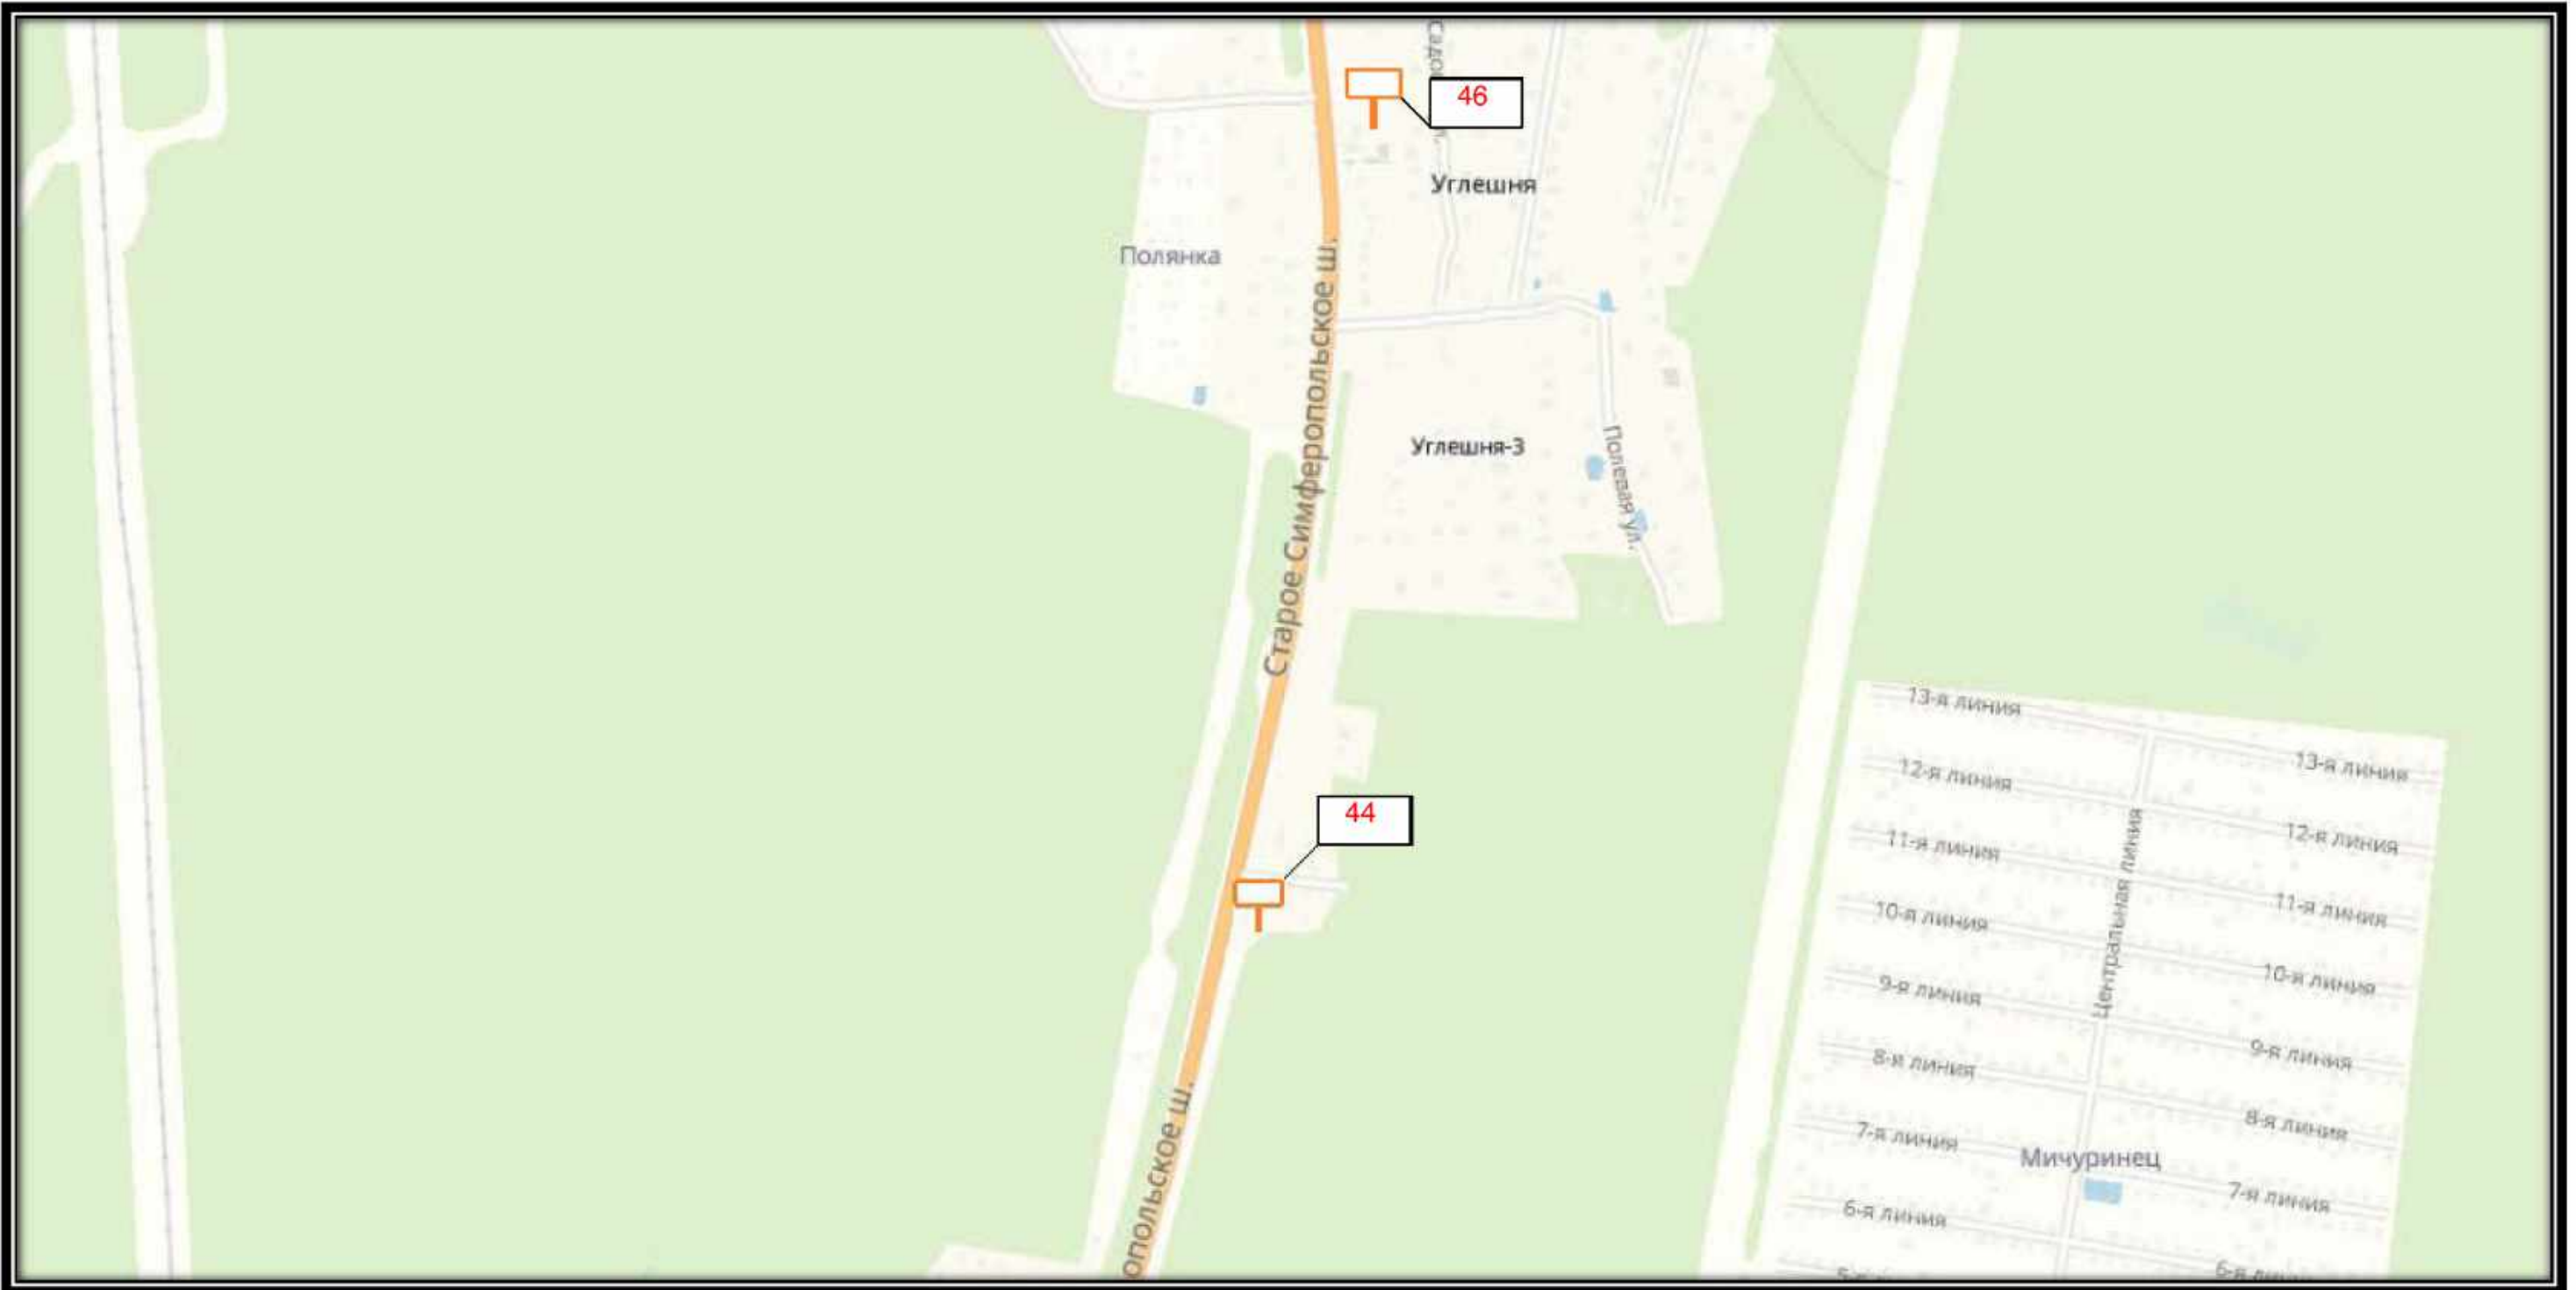 46
Углешня
Полянка
Старое Симферопольское ш.
Углешня-3
Полевая ул.
13-я линия
13-я линия
12-я линия
12-я линия
44
11-я линия
11-я линия
Центральная линия
10-я линия
10-я линия
9-я линия
9-я линия
8-я линия
8-я линия
опольское ш.
7-я линия
Мичуринец
7-я линия
6-я линия